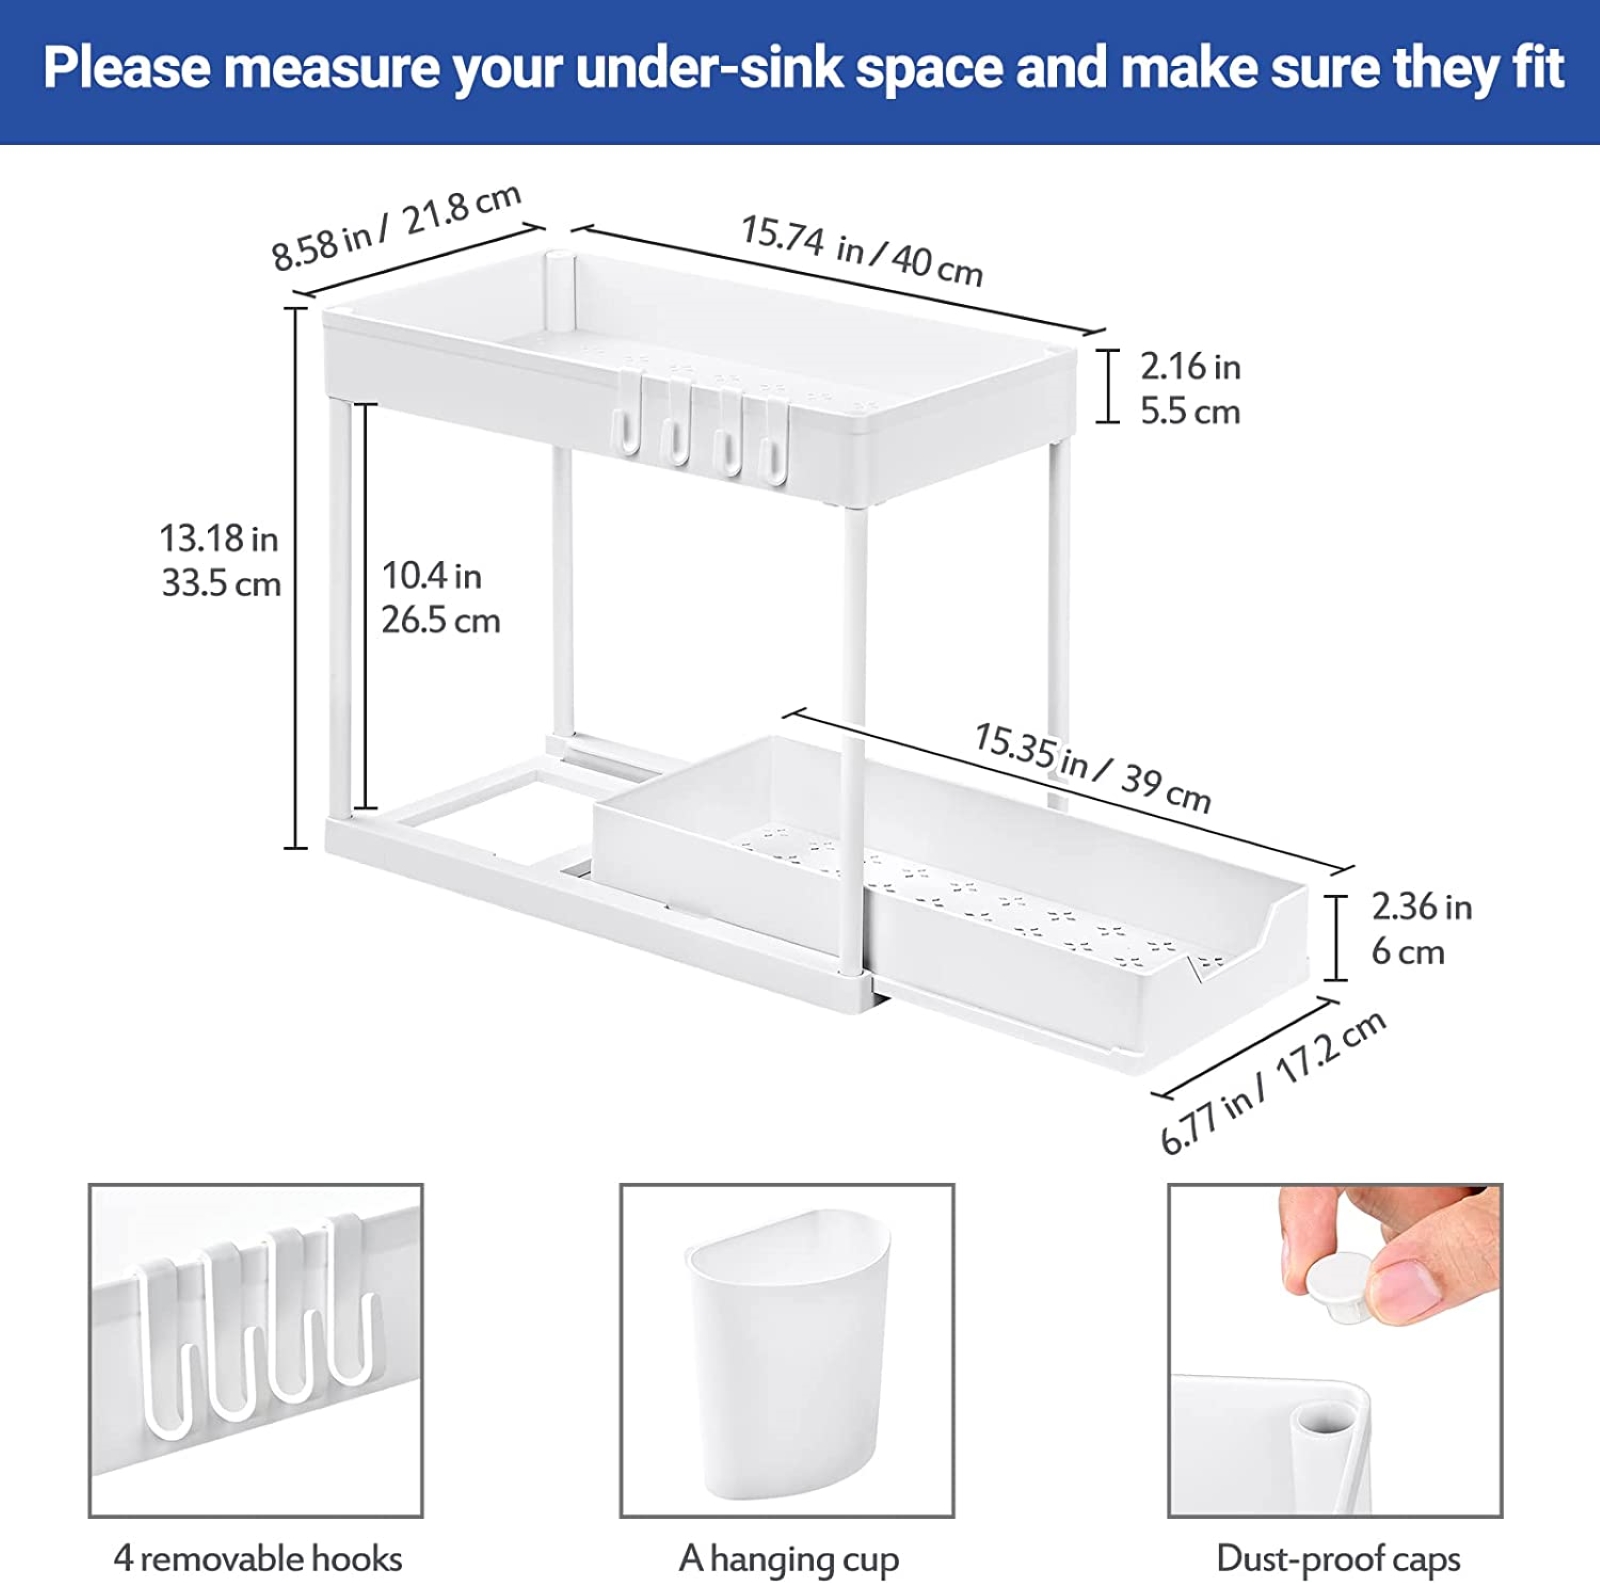 Please measure your under-sink space and make sure they fit
8.58 in / 21.8 cm
15.74 in / 40 cm
2.16 in
5.5 cm
13.18 in
33.5 cm
10.4 in
26.5 cm
15.35 in / 39 cm
2.36 in
6 cm
6.77 in / 17.2 cm
4 removable hooks
A hanging cup
Dust-proof caps